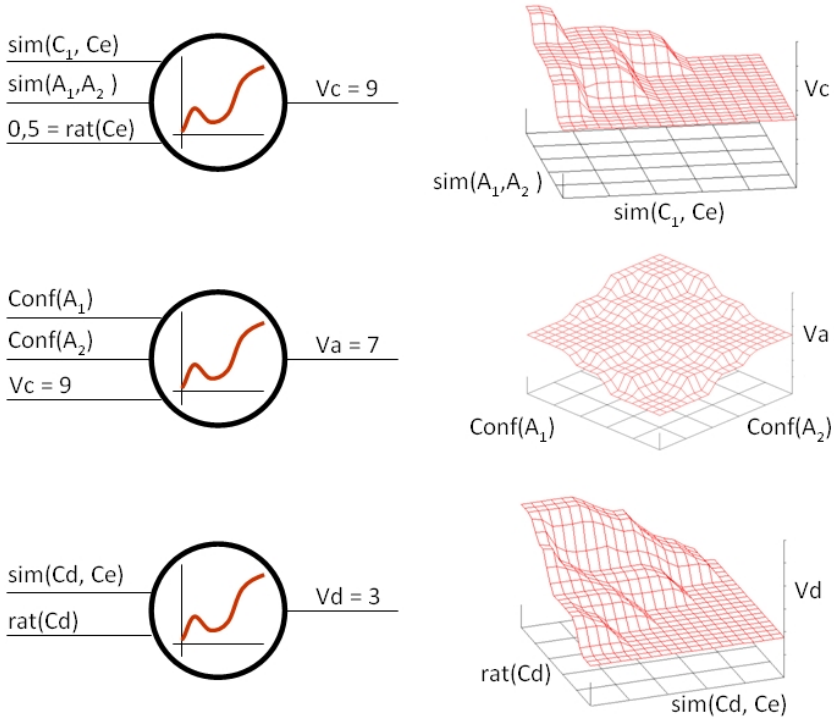 sim(C₁, Ce)
sim(A₁,A₂ )
0,5 = rat(Ce)
Vc = 9
Vc
sim(A₁,A₂ )
sim(C₁, Ce)
Conf(A₁)
Conf(A₂)
Vc = 9
Va = 7
Va
Conf(A₁)
Conf(A₂)
sim(Cd, Ce)
rat(Cd)
Vd = 3
Vd
rat(Cd)
sim(Cd, Ce)